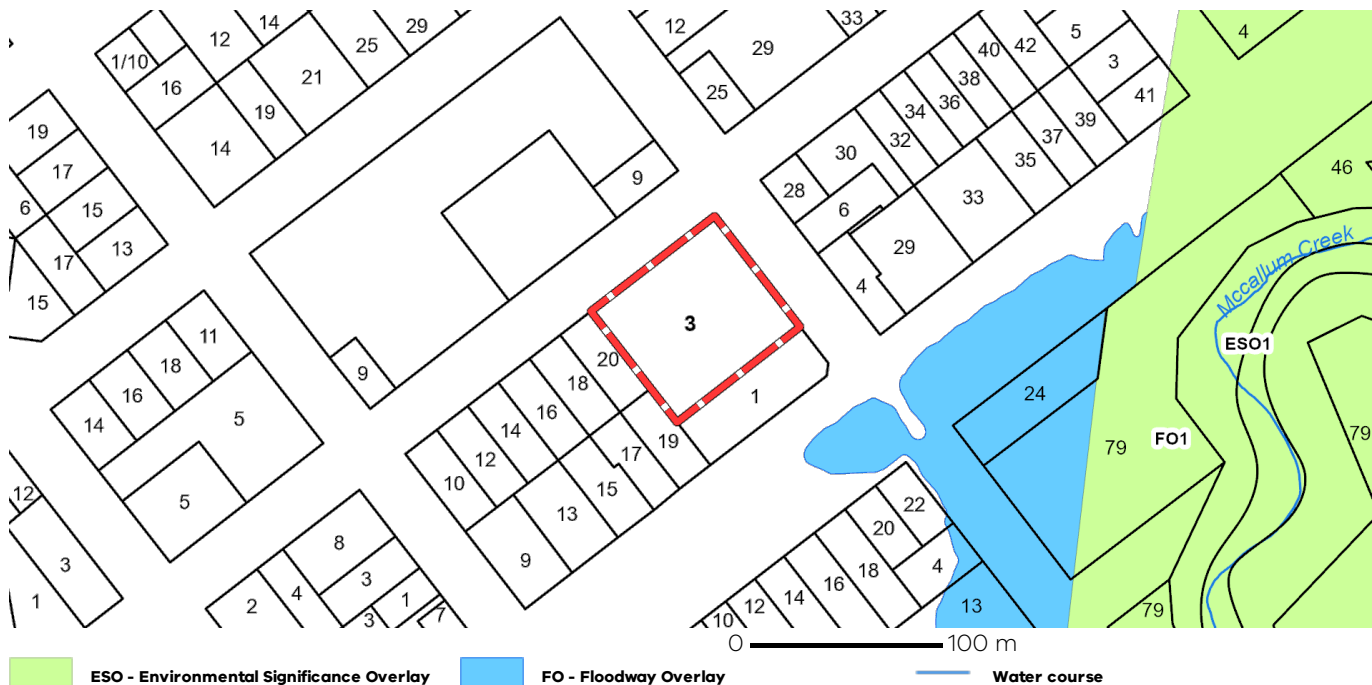 12 14 25 29 12 29 33 40 42 5 4
1/10 16 21 25 38 3
14 19 34 36 41
19 32 37 39
17 30 35
6 15 28 9 33 46
17 13 6
15 29
4
Mccallum Creek
3
11 20 ESO1
18 9 18 1 24
16 16
14 5 14 17 19 FO1 79 79
12 10 12 15
5 13 22
12 8 9 20
3 3 18 4
1 2 4 1 16 13 79
3 7 14
10 12
0 100 m
ESO - Environmental Significance Overlay FO - Floodway Overlay Water course